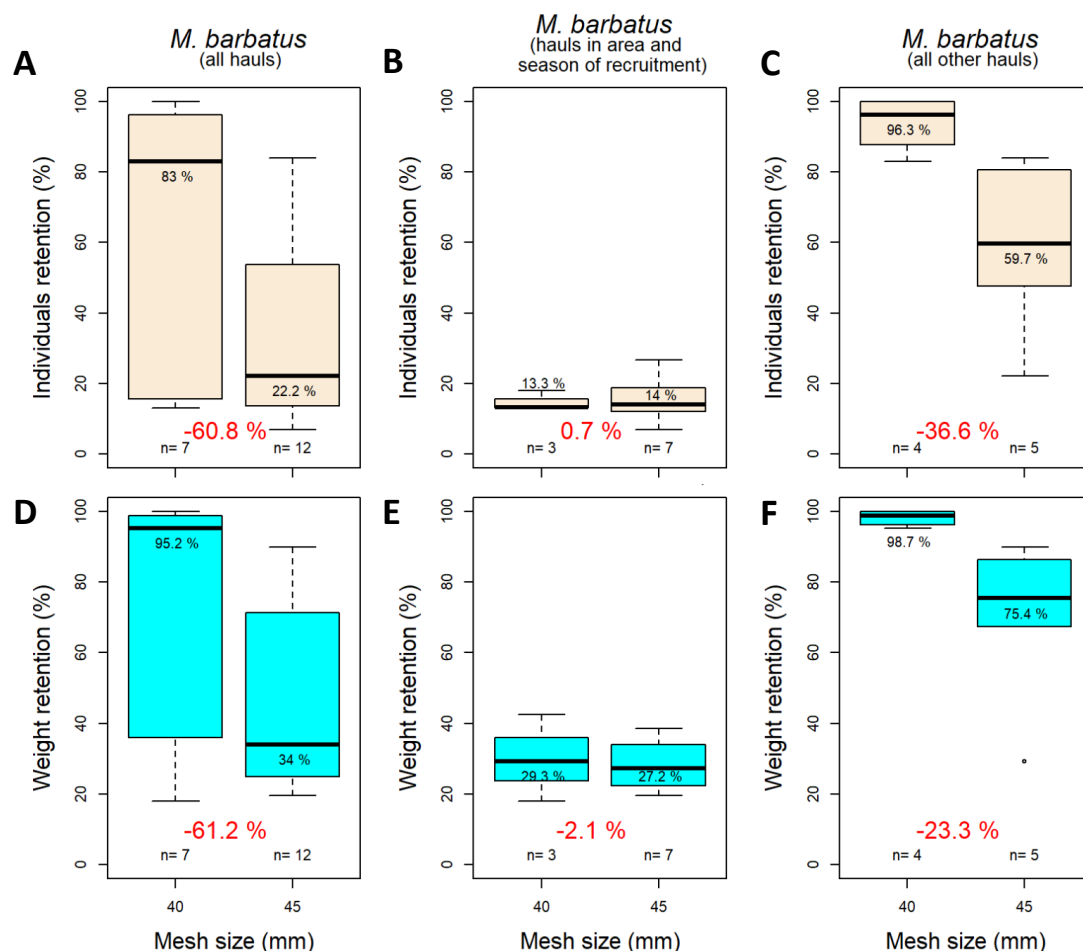 A
M. barbatus
(all hauls)
Individuals retention (%)
0
20
40
60
80
100
83 %
22.2 %
-60.8 %
n= 7
n= 12
B
M. barbatus
(hauls in area and
season of recruitment)
Individuals retention (%)
0
20
40
60
80
100
13.3 %
14 %
0.7 %
n= 3
n= 7
C
M. barbatus
(all other hauls)
Individuals retention (%)
0
20
40
60
80
100
96.3 %
59.7 %
-36.6 %
n= 4
n= 5
D
Weight retention (%)
0
20
40
60
80
100
95.2 %
34 %
-61.2 %
n= 7
n= 12
40
45
Mesh size (mm)
E
Weight retention (%)
0
20
40
60
80
100
29.3 %
27.2 %
-2.1 %
n= 3
n= 7
40
45
Mesh size (mm)
F
Weight retention (%)
0
20
40
60
80
100
98.7 %
75.4 %
-23.3 %
n= 4
n= 5
40
45
Mesh size (mm)